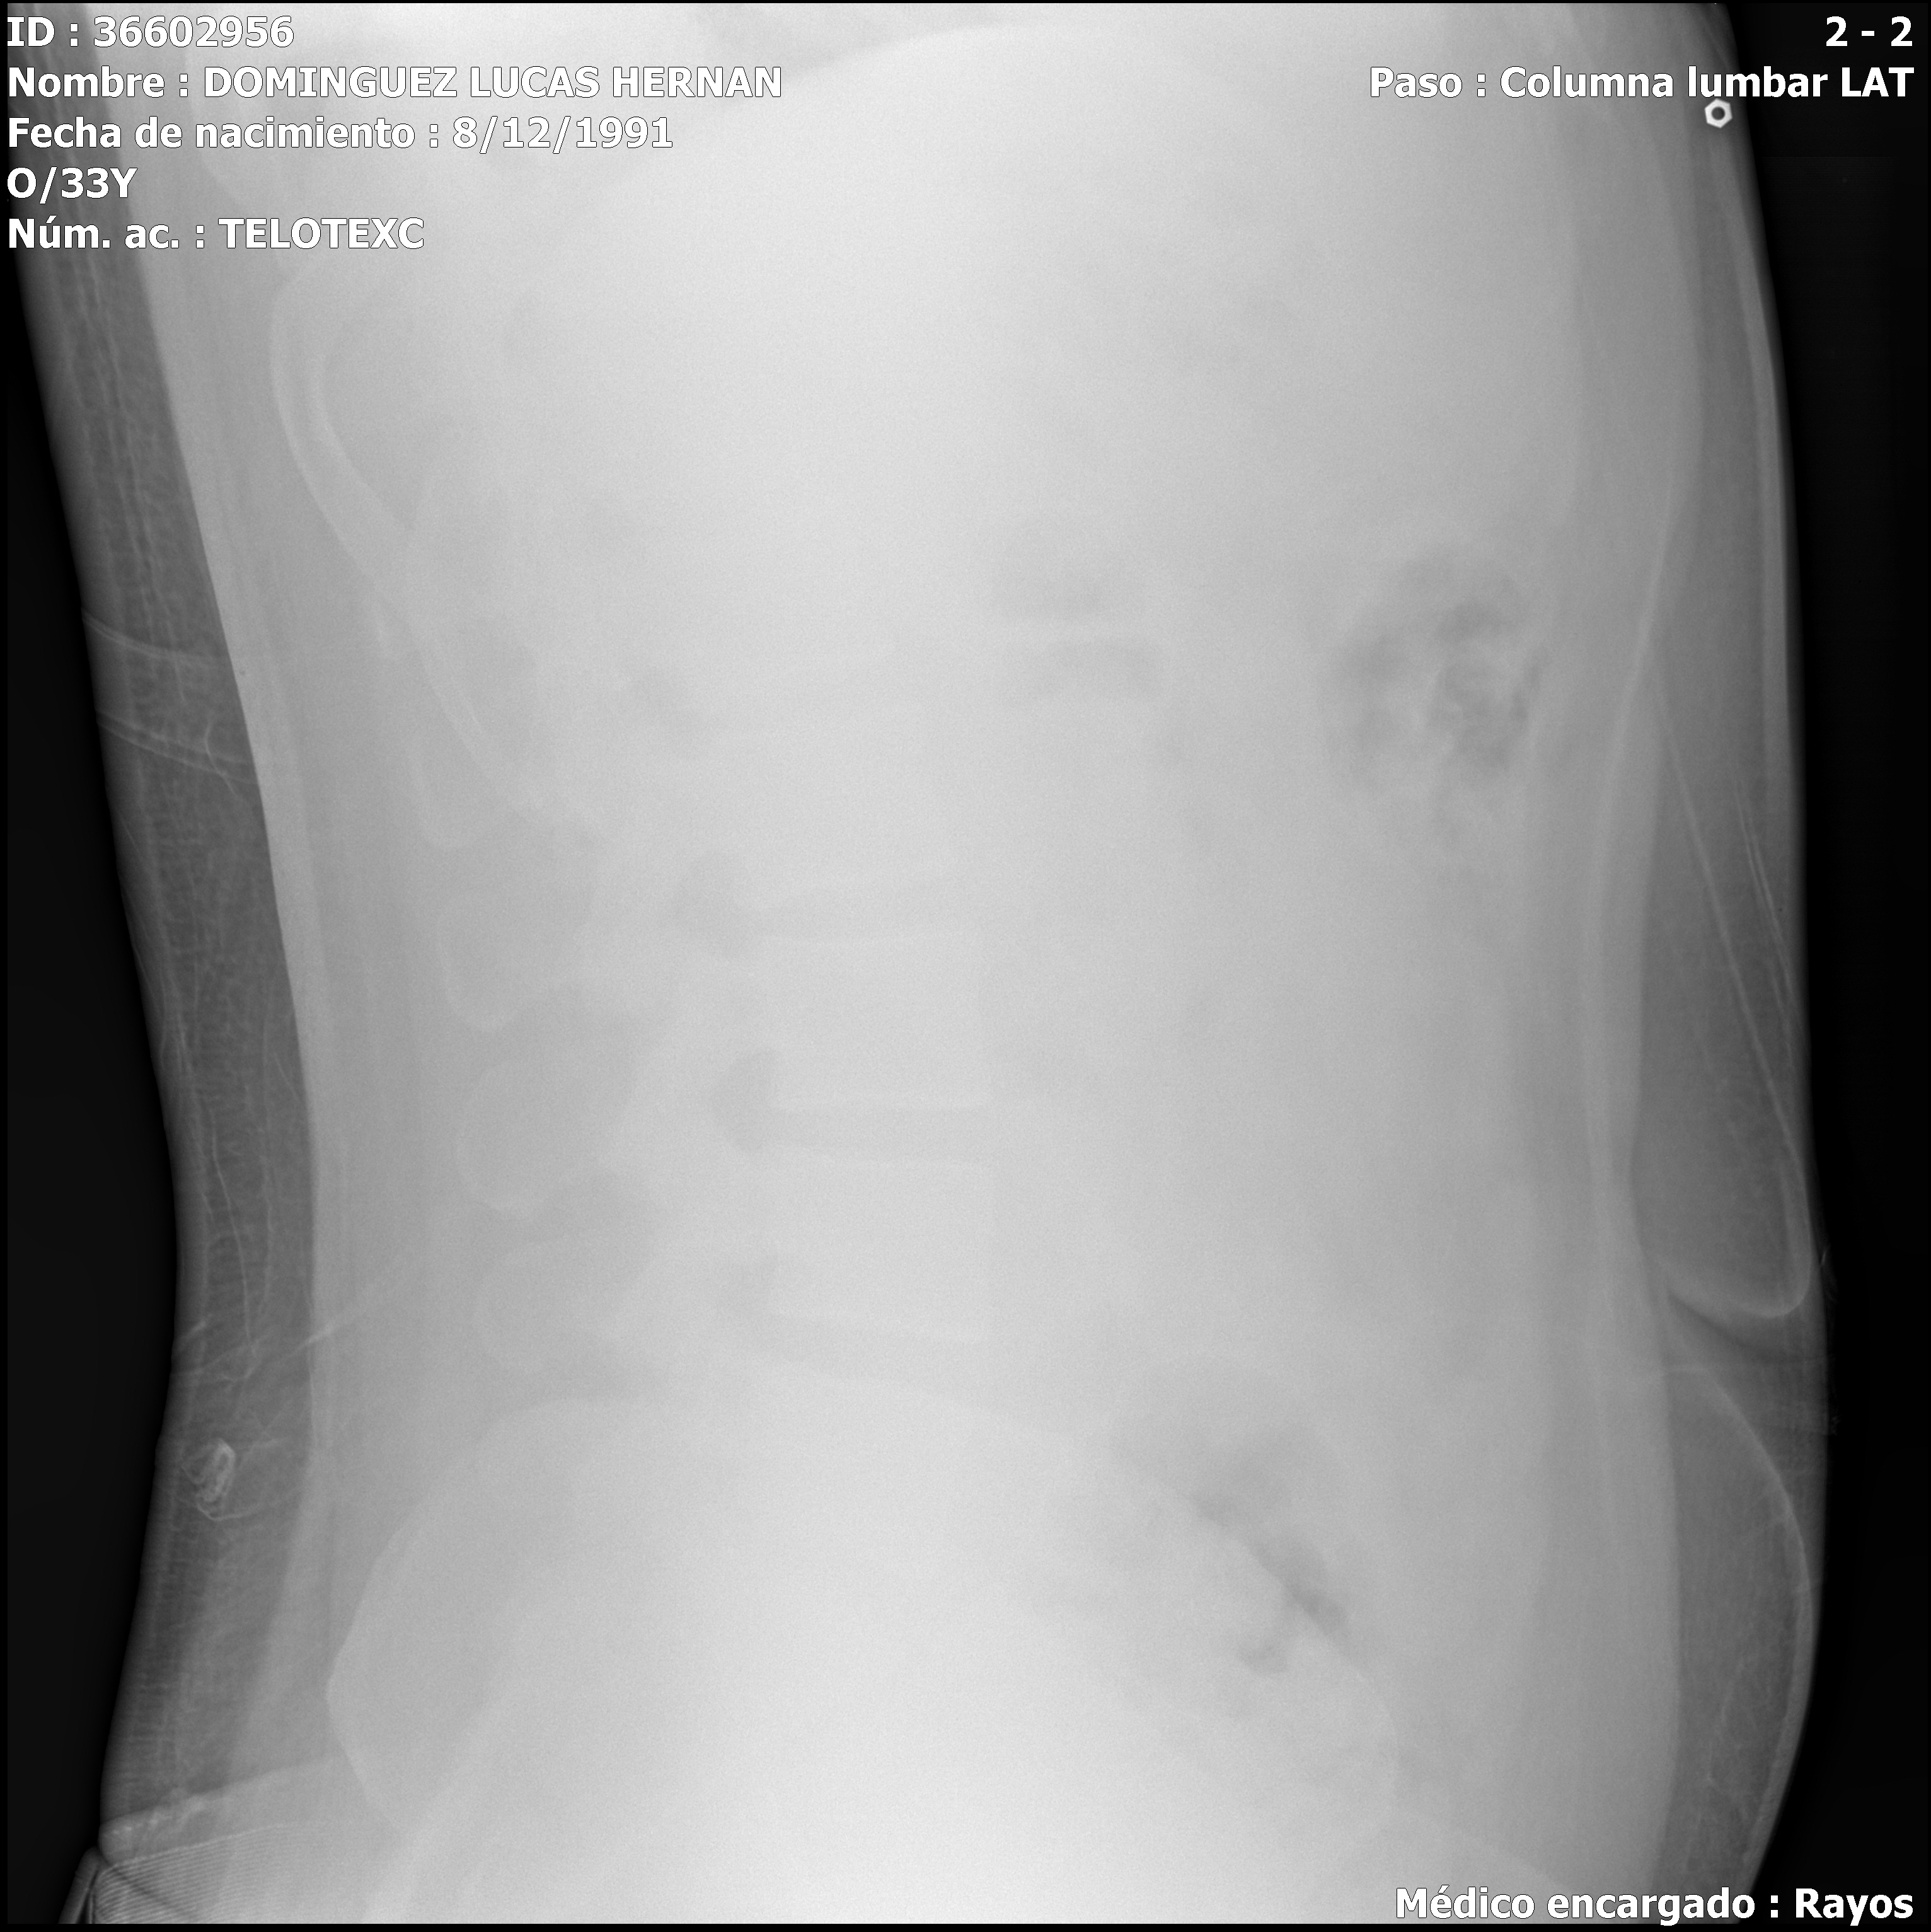 ID : 36602956
Nombre : DOMINGUEZ LUCAS HERNAN
Fecha de nacimiento : 8/12/1991
O/33Y
Núm. ac. : TELOTEXC
2 - 2
Paso : Columna lumbar LAT
Médico encargado : Rayos